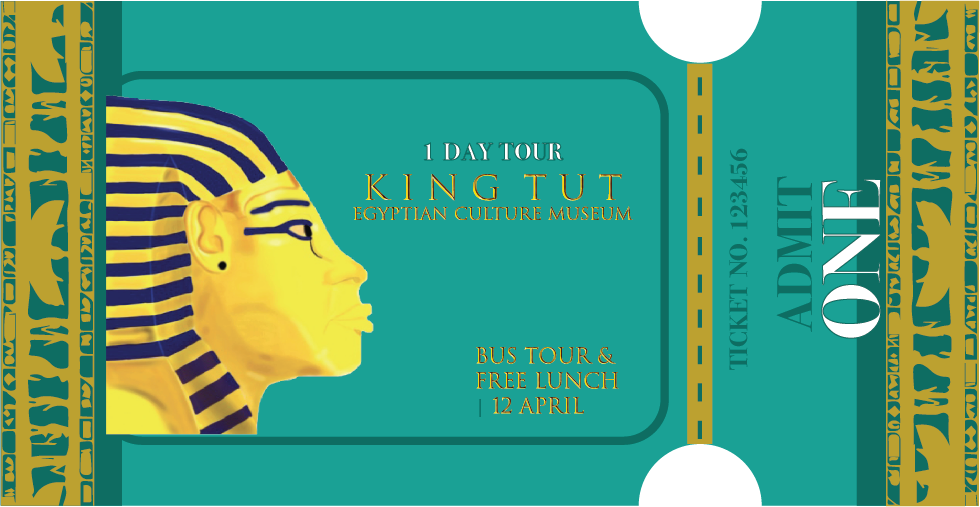 1 DAY TOUR
KING TUT
EGYPTIAN CULTURE MUSEUM
BUS TOUR &
FREE LUNCH
| 12 APRIL
TICKET NO. 123456
ADMIT
ONE